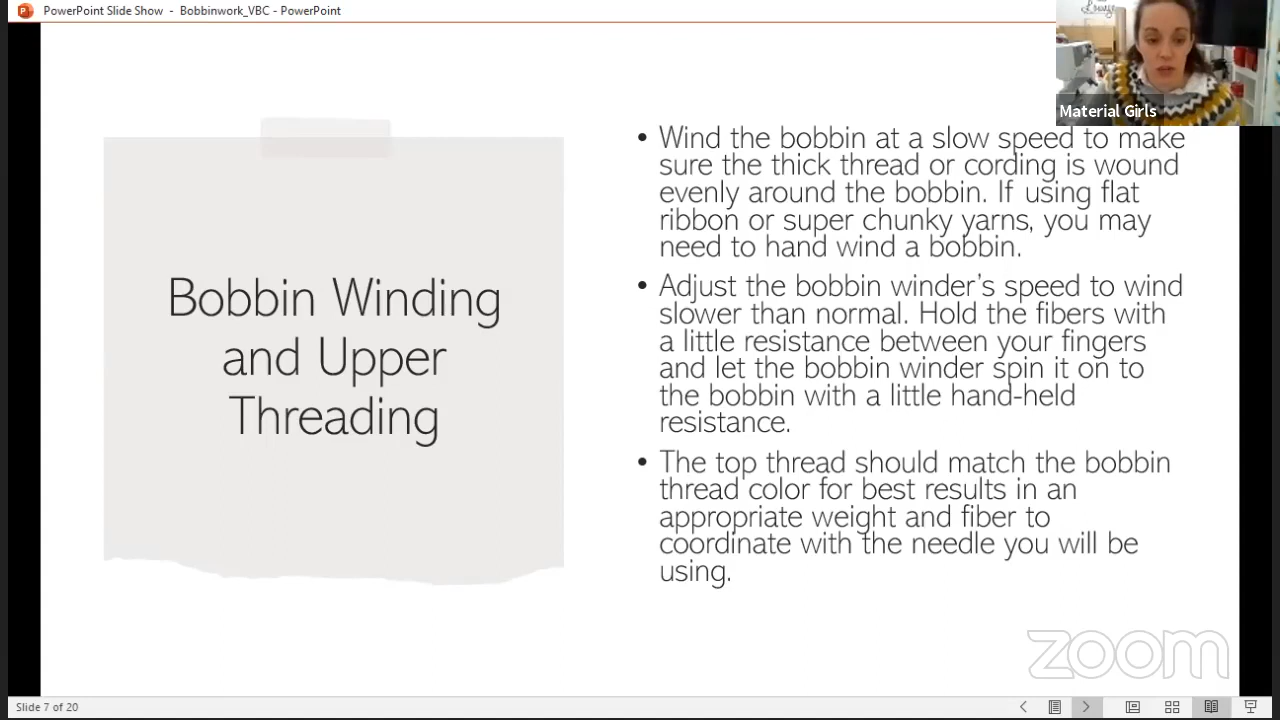 PowerPoint Slide Show - Bobbinwork_VBC - PowerPoint
Lounge
Material Girls
Bobbin Winding
and Upper
Threading
• Wind the bobbin at a slow speed to make
sure the thick thread or cording is wound
evenly around the bobbin. If using flat
ribbon or super chunky yarns, you may
need to hand wind a bobbin.
• Adjust the bobbin winder's speed to wind
slower than normal. Hold the fibers with
a little resistance between your fingers
and let the bobbin winder spin it on to
the bobbin with a little hand-held
resistance.
• The top thread should match the bobbin
thread color for best results in an
appropriate weight and fiber to
coordinate with the needle you will be
using.
zoom
Slide 7 of 20